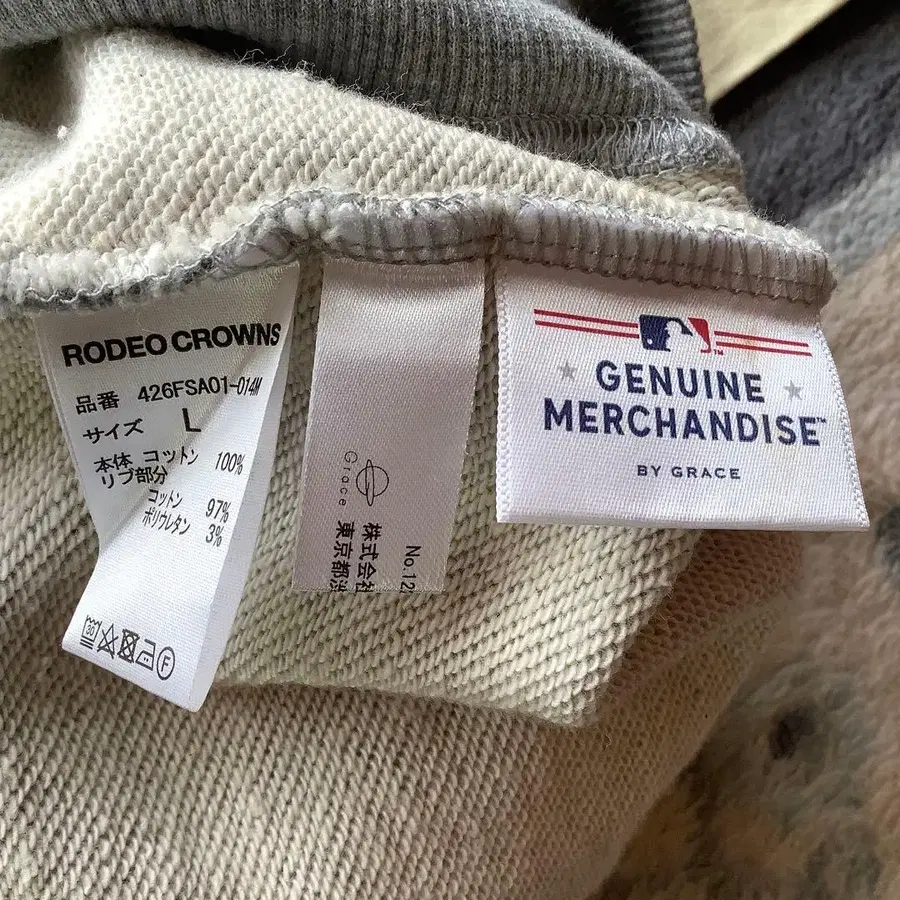 RODEO CROWNS
品番 426FSA01-014M
サイズ L
本体 コットン 100%
リブ部分
コットン 97%
ポリウレタン 3%
30
F
Grace
株式会社
東京都渋
No.12
GENUINE
MERCHANDISE™
BY GRACE